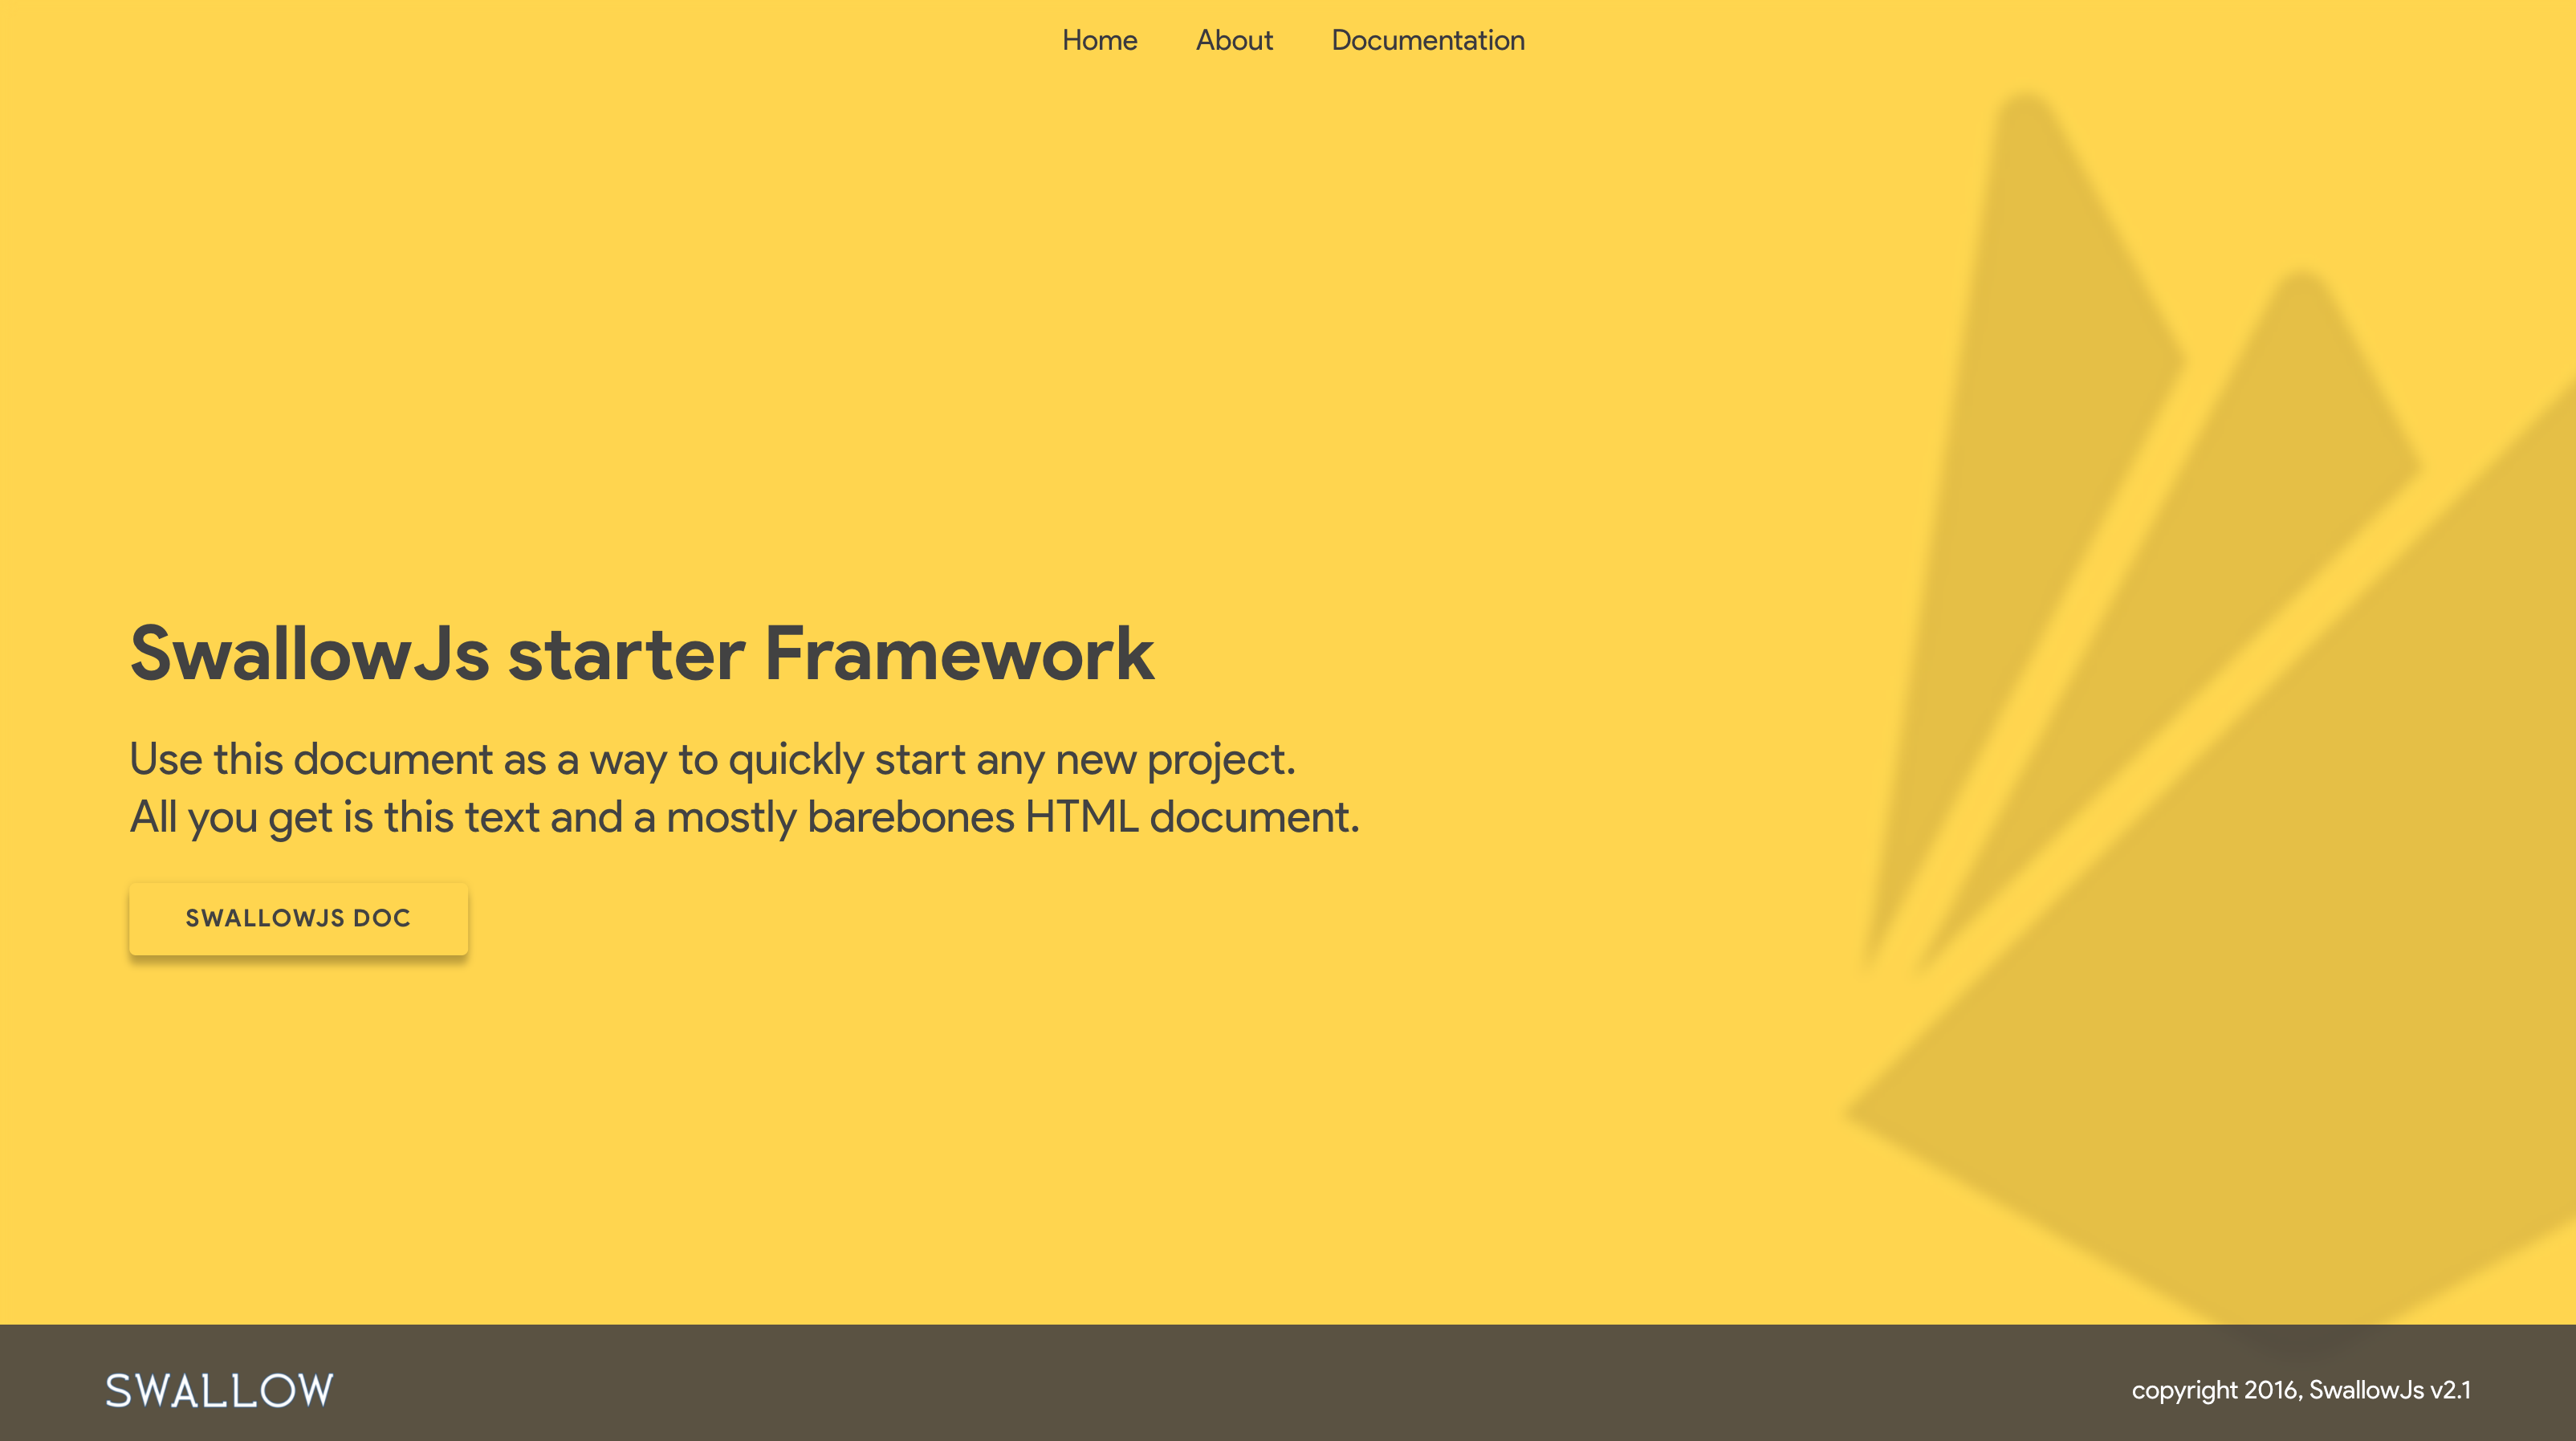 Home About Documentation
SwallowJs starter Framework
Use this document as a way to quickly start any new project.
All you get is this text and a mostly barebones HTML document.
SWALLOWJS DOC
SWALLOW
copyright 2016, SwallowJs v2.1